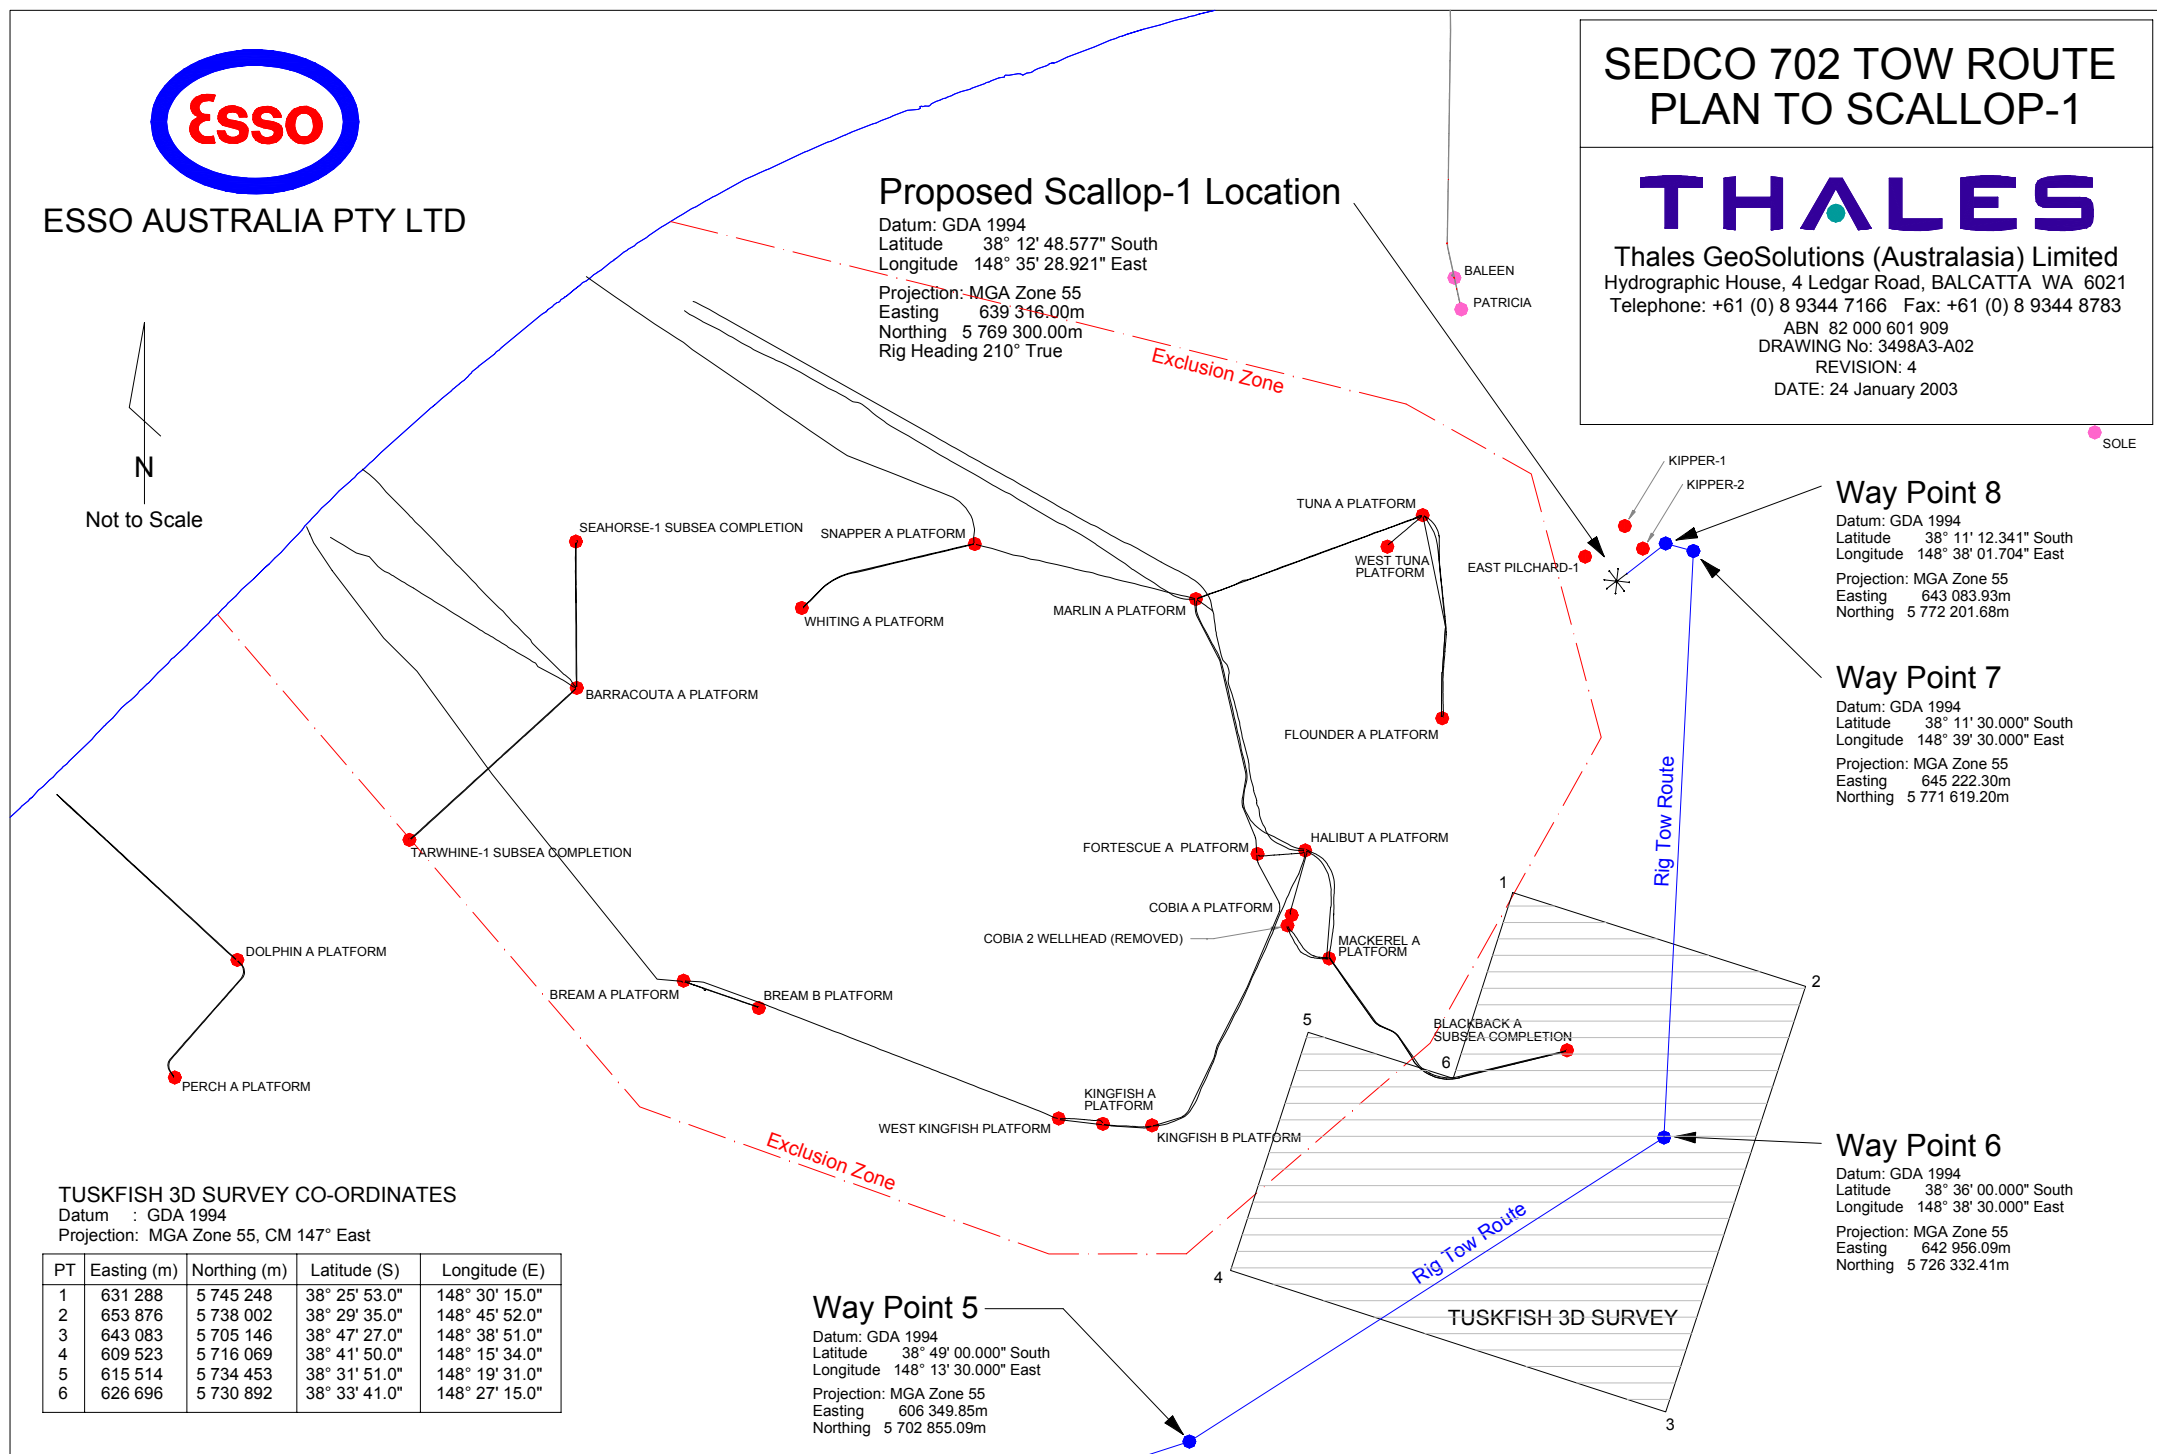 Esso
ESSO AUSTRALIA PTY LTD
N
Not to Scale
SEDCO 702 TOW ROUTE
PLAN TO SCALLOP-1
THALES
Thales GeoSolutions (Australasia) Limited
Hydrographic House, 4 Ledgar Road, BALCATTA WA 6021
Telephone: +61 (0) 8 9344 7166 Fax: +61 (0) 8 9344 8783
ABN 82 000 601 909
DRAWING No: 3498A3-A02
REVISION: 4
DATE: 24 January 2003
Proposed Scallop-1 Location
Datum: GDA 1994
Latitude 38° 12' 48.577" South
Longitude 148° 35' 28.921" East
Projection: MGA Zone 55
Easting 639 316.00m
Northing 5 769 300.00m
Rig Heading 210° True
Exclusion Zone
BALEEN
PATRICIA
SOLE
KIPPER-1
KIPPER-2
EAST PILCHARD-1
TUNA A PLATFORM
WEST TUNA
PLATFORM
SEAHORSE-1 SUBSEA COMPLETION
SNAPPER A PLATFORM
WHITING A PLATFORM
MARLIN A PLATFORM
BARRACOUTA A PLATFORM
FLOUNDER A PLATFORM
TARWHINE-1 SUBSEA COMPLETION
FORTESCUE A PLATFORM
HALIBUT A PLATFORM
COBIA A PLATFORM
COBIA 2 WELLHEAD (REMOVED)
MACKEREL A
PLATFORM
DOLPHIN A PLATFORM
PERCH A PLATFORM
BREAM A PLATFORM
BREAM B PLATFORM
BLACKBACK A
SUBSEA COMPLETION
KINGFISH A
PLATFORM
WEST KINGFISH PLATFORM
KINGFISH B PLATFORM
Exclusion Zone
Way Point 8
Datum: GDA 1994
Latitude 38° 11' 12.341" South
Longitude 148° 38' 01.704" East
Projection: MGA Zone 55
Easting 643 083.93m
Northing 5 772 201.68m
Way Point 7
Datum: GDA 1994
Latitude 38° 11' 30.000" South
Longitude 148° 39' 30.000" East
Projection: MGA Zone 55
Easting 645 222.30m
Northing 5 771 619.20m
Rig Tow Route
1
2
5
6
4
3
Way Point 6
Datum: GDA 1994
Latitude 38° 36' 00.000" South
Longitude 148° 38' 30.000" East
Projection: MGA Zone 55
Easting 642 956.09m
Northing 5 726 332.41m
Rig Tow Route
TUSKFISH 3D SURVEY
Way Point 5
Datum: GDA 1994
Latitude 38° 49' 00.000" South
Longitude 148° 13' 30.000" East
Projection: MGA Zone 55
Easting 606 349.85m
Northing 5 702 855.09m
TUSKFISH 3D SURVEY CO-ORDINATES
Datum : GDA 1994
Projection: MGA Zone 55, CM 147° East
PT Easting (m) Northing (m) Latitude (S) Longitude (E)
1 631 288 5 745 248 38° 25' 53.0" 148° 30' 15.0"
2 653 876 5 738 002 38° 29' 35.0" 148° 45' 52.0"
3 643 083 5 705 146 38° 47' 27.0" 148° 38' 51.0"
4 609 523 5 716 069 38° 41' 50.0" 148° 15' 34.0"
5 615 514 5 734 453 38° 31' 51.0" 148° 19' 31.0"
6 626 696 5 730 892 38° 33' 41.0" 148° 27' 15.0"